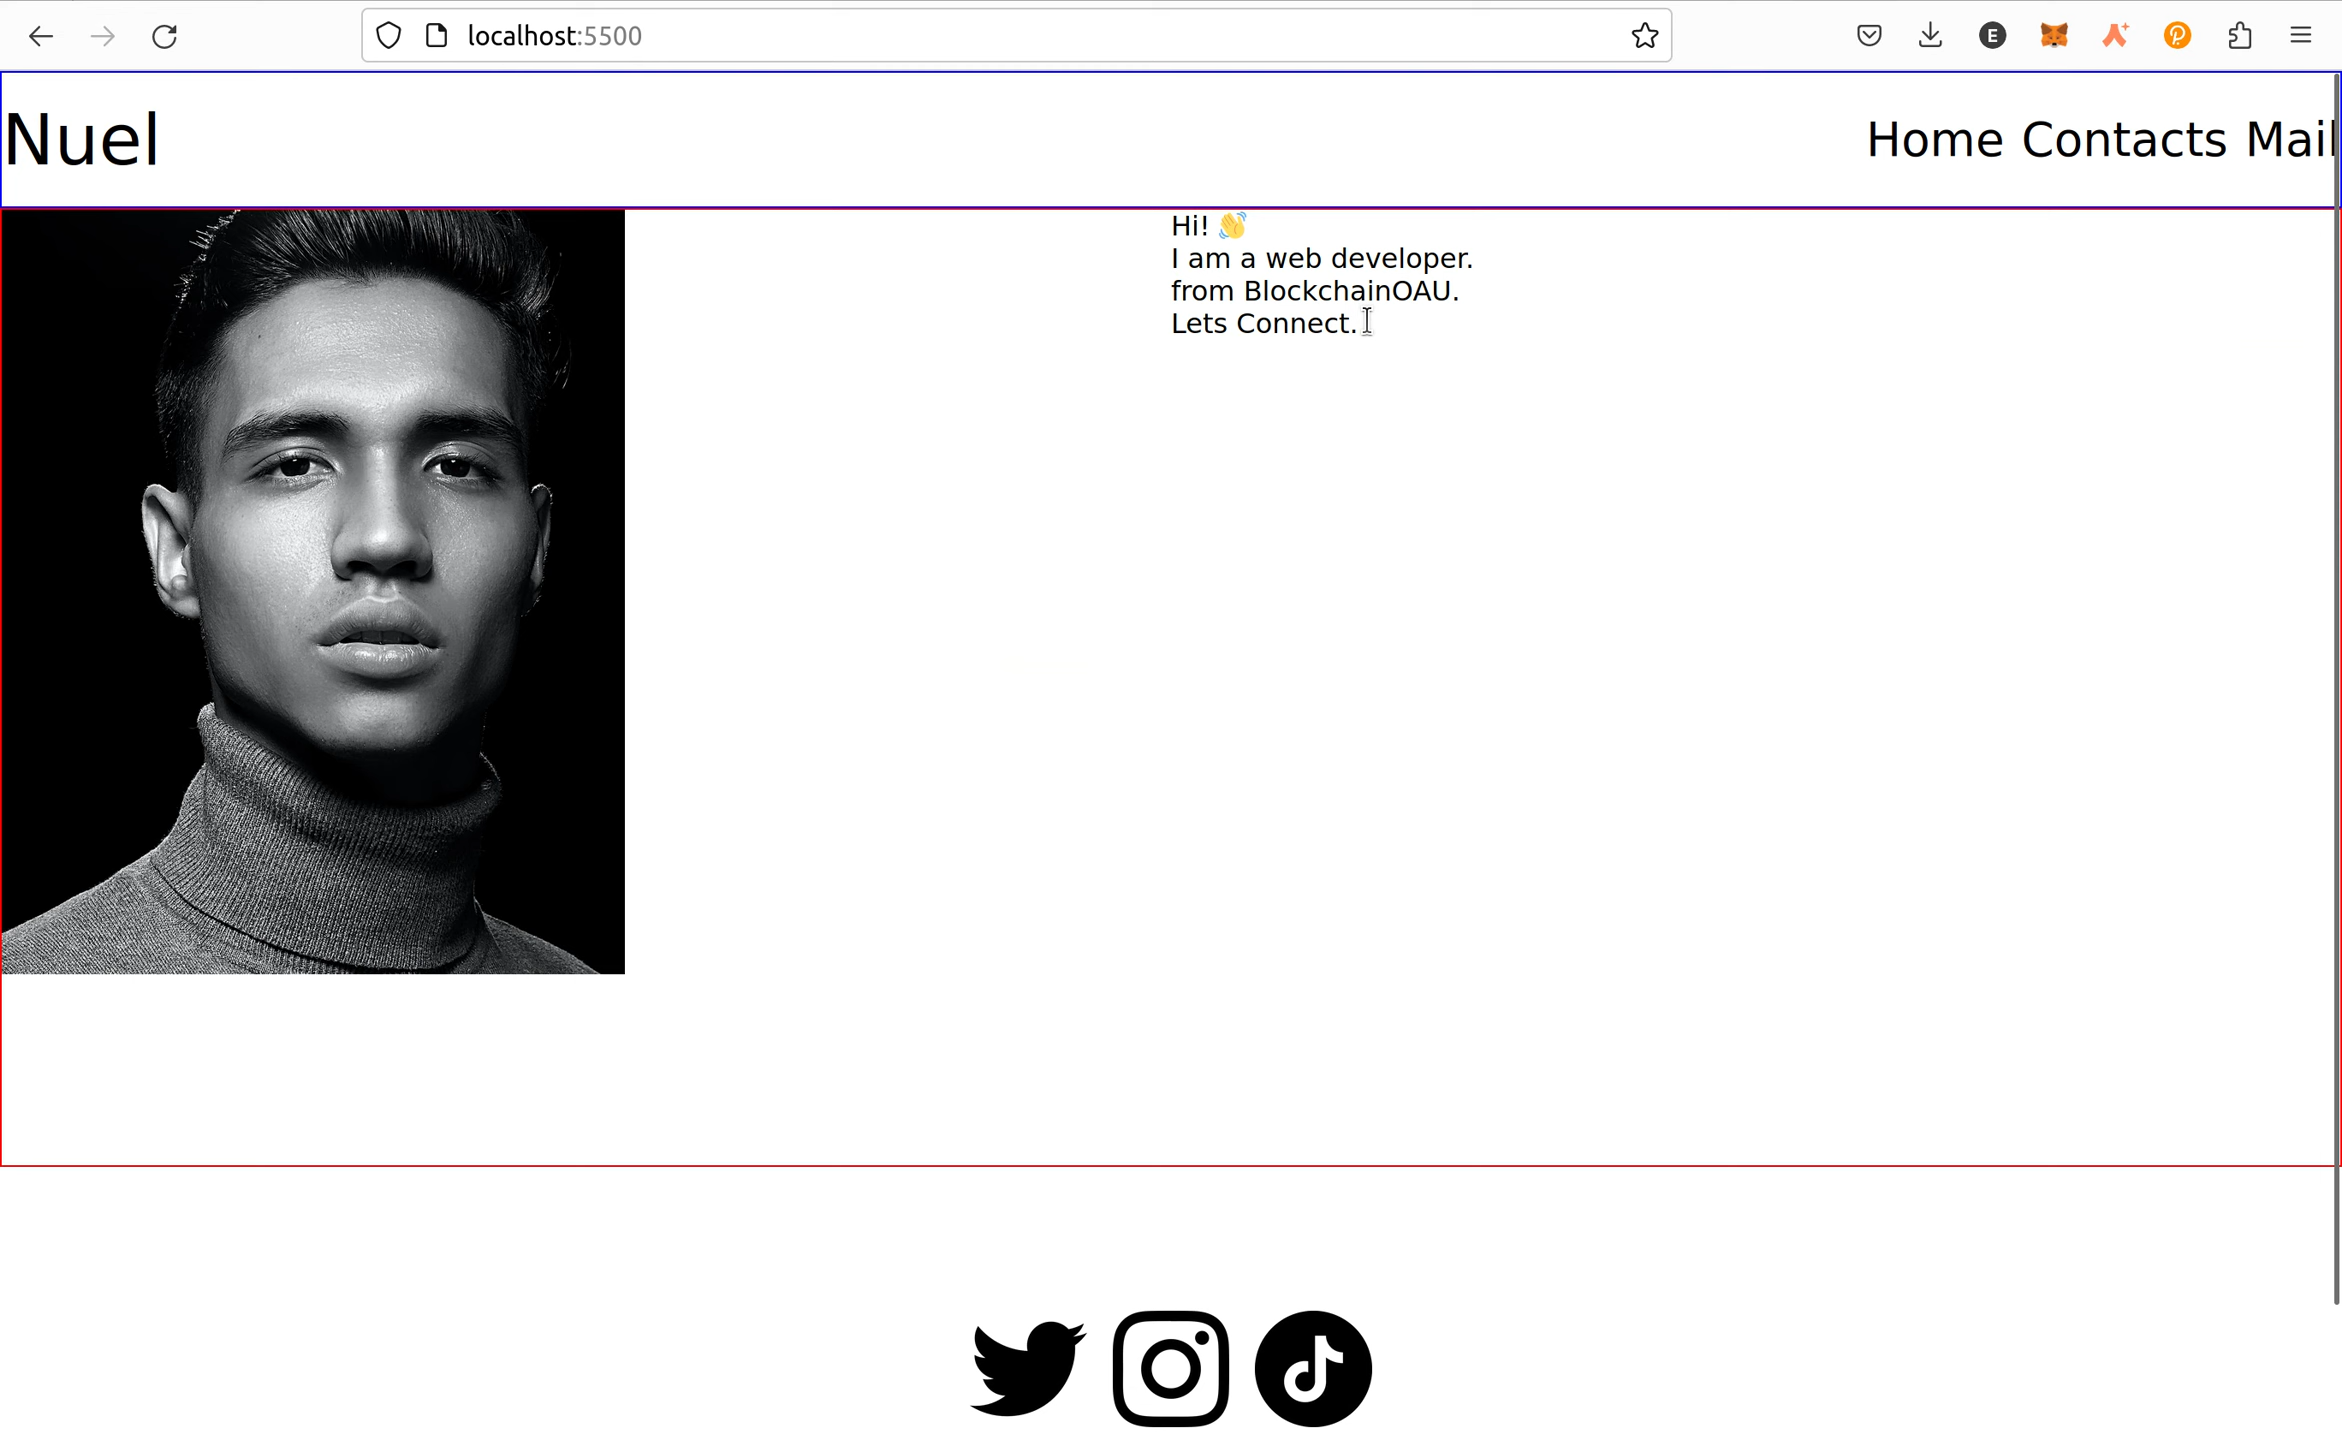 localhost:5500
E
Nuel
Home Contacts Mail
Hi! 👋
I am a web developer.
from BlockchainOAU.
Lets Connect.